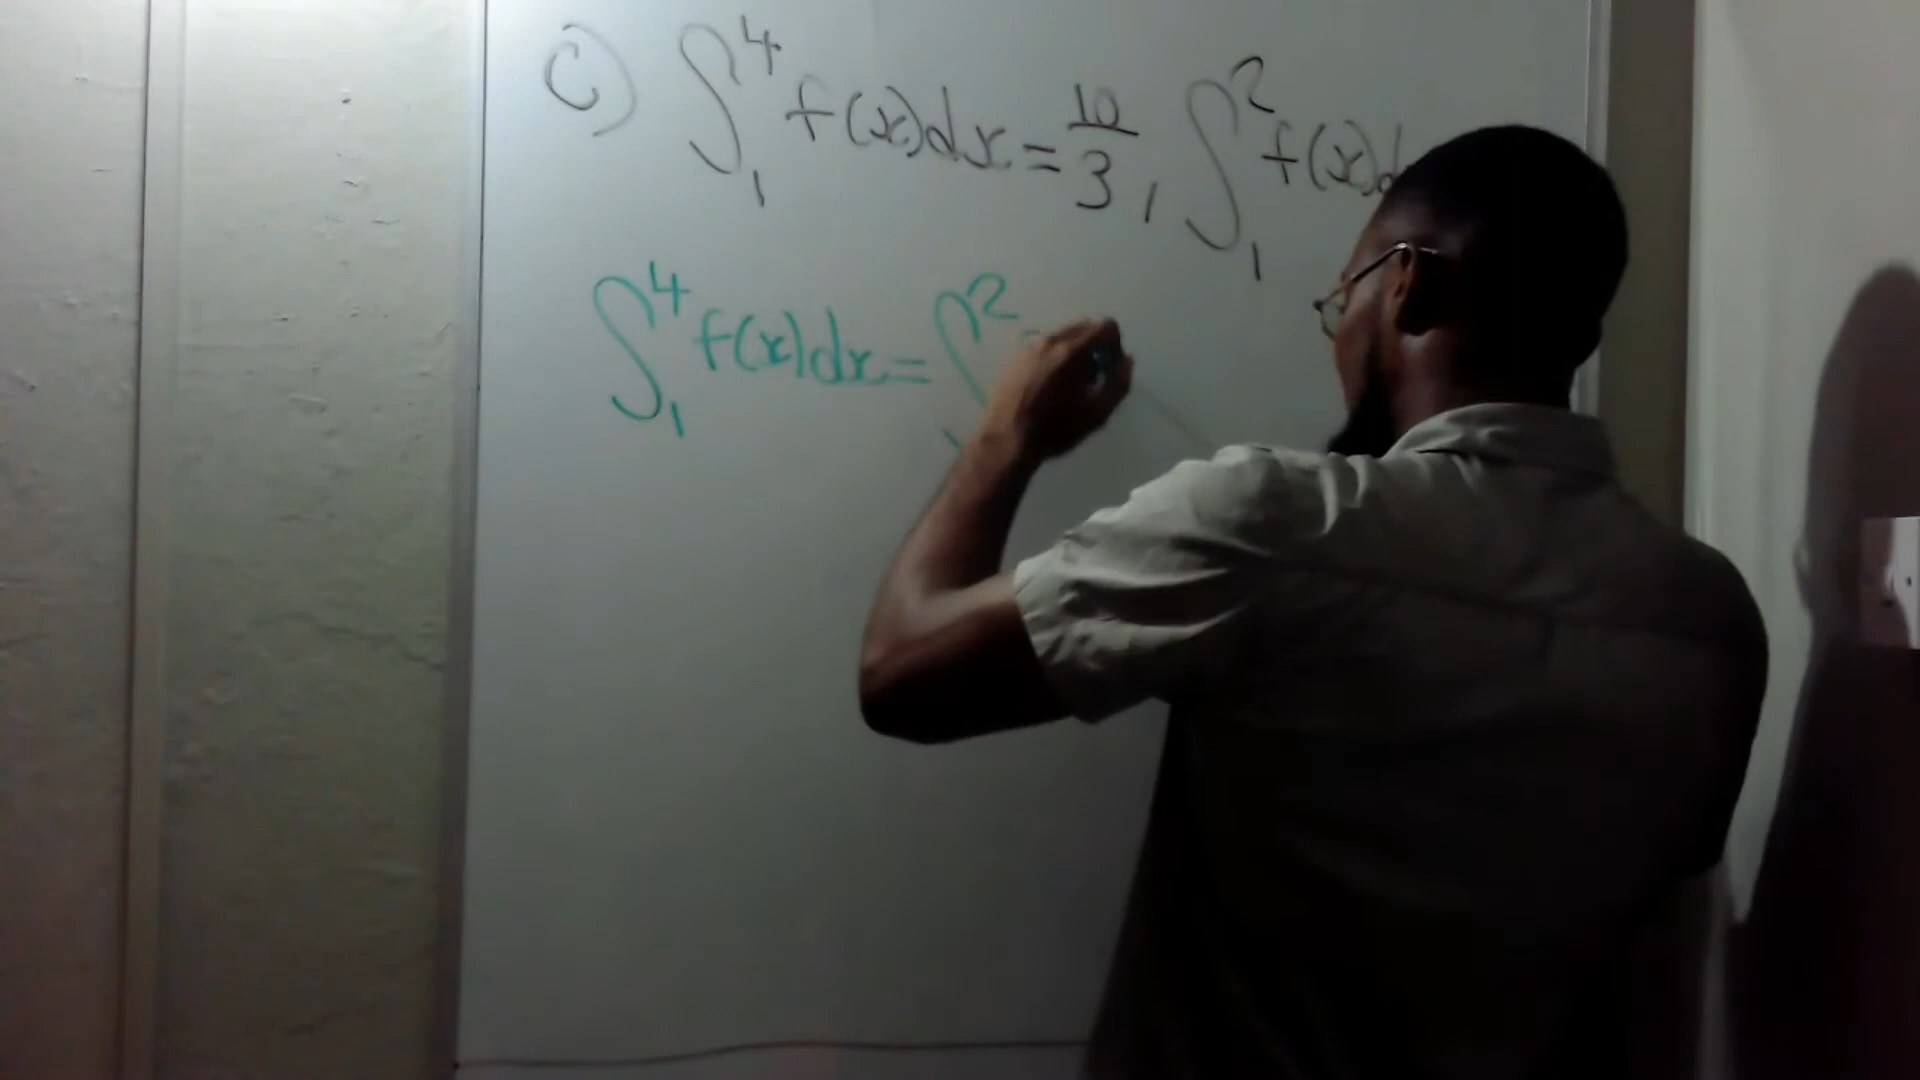 c) ∫₁⁴ f(x)dx = 10/3, ∫₁² f(x)d
∫₁⁴ f(x)dx = ∫²